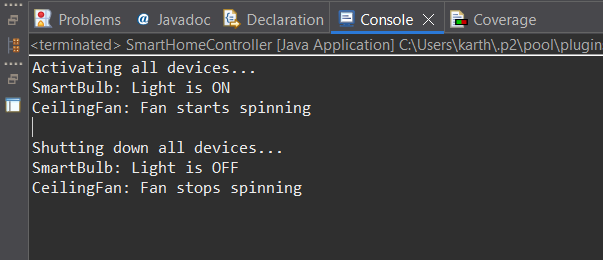 Problems @ Javadoc Declaration Console Coverage
<terminated> SmartHomeController [Java Application] C:\Users\karth\.p2\pool\plugins
Activating all devices...
SmartBulb: Light is ON
CeilingFan: Fan starts spinning
Shutting down all devices...
SmartBulb: Light is OFF
CeilingFan: Fan stops spinning